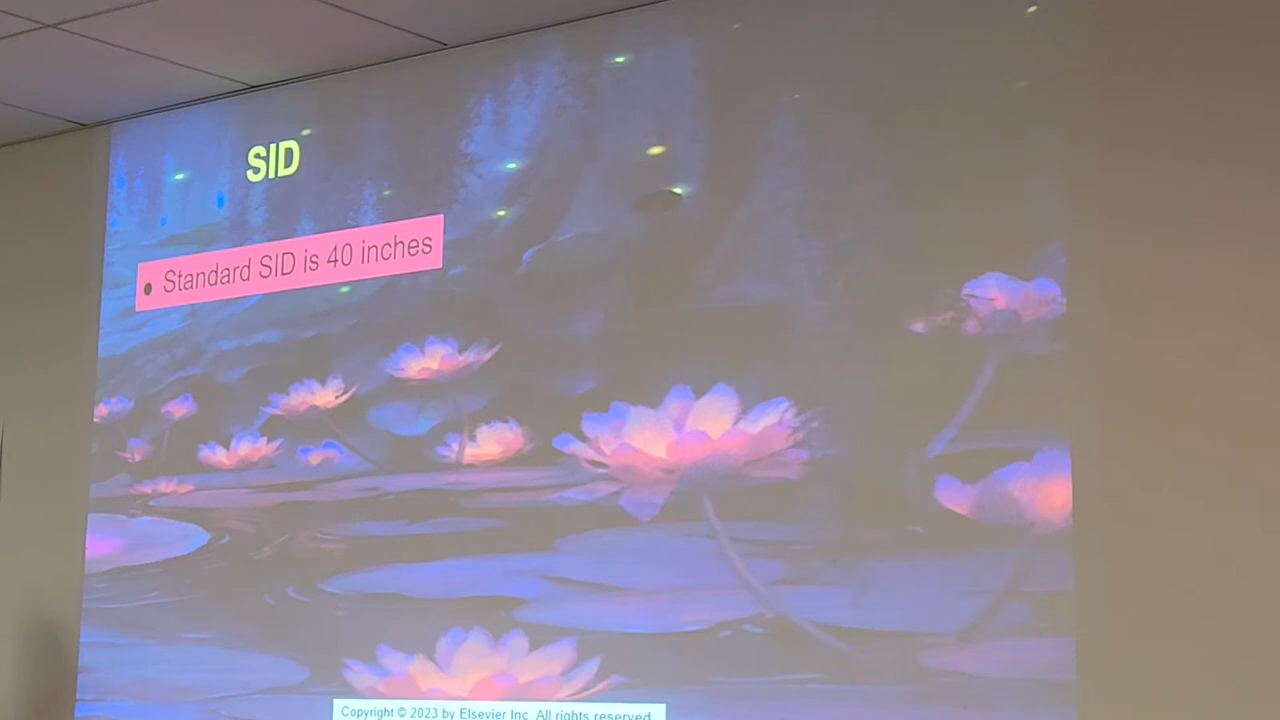 SID
• Standard SID is 40 inches
Copyright © 2023 by Elsevier Inc. All rights reserved.